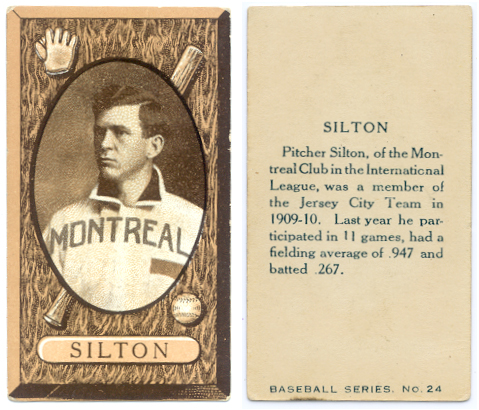 MONTREAL
SILTON
SILTON
Pitcher Silton, of the Mon-
treal Club in the International
League, was a member of
the Jersey City Team in
1909-10. Last year he par-
ticipated in 11 games, had a
fielding average of .947 and
batted .267.
BASEBALL SERIES. NO. 24